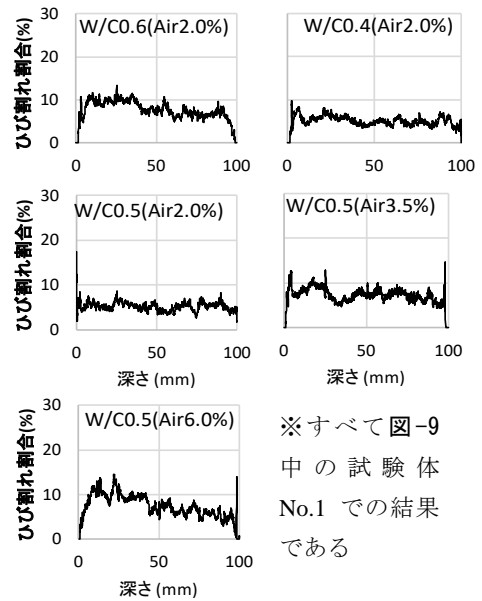 30
20
10
0
ひび割れ割合(%)
W/C0.6(Air2.0%)
0 50 100
W/C0.4(Air2.0%)
0 50 100
30
20
10
0
ひび割れ割合(%)
W/C0.5(Air2.0%)
0 50 100
深さ(mm)
W/C0.5(Air3.5%)
0 50 100
深さ(mm)
30
20
10
0
ひび割れ割合(%)
W/C0.5(Air6.0%)
0 50 100
深さ(mm)
※すべて図-9
中の試験体
No.1 での結果
である